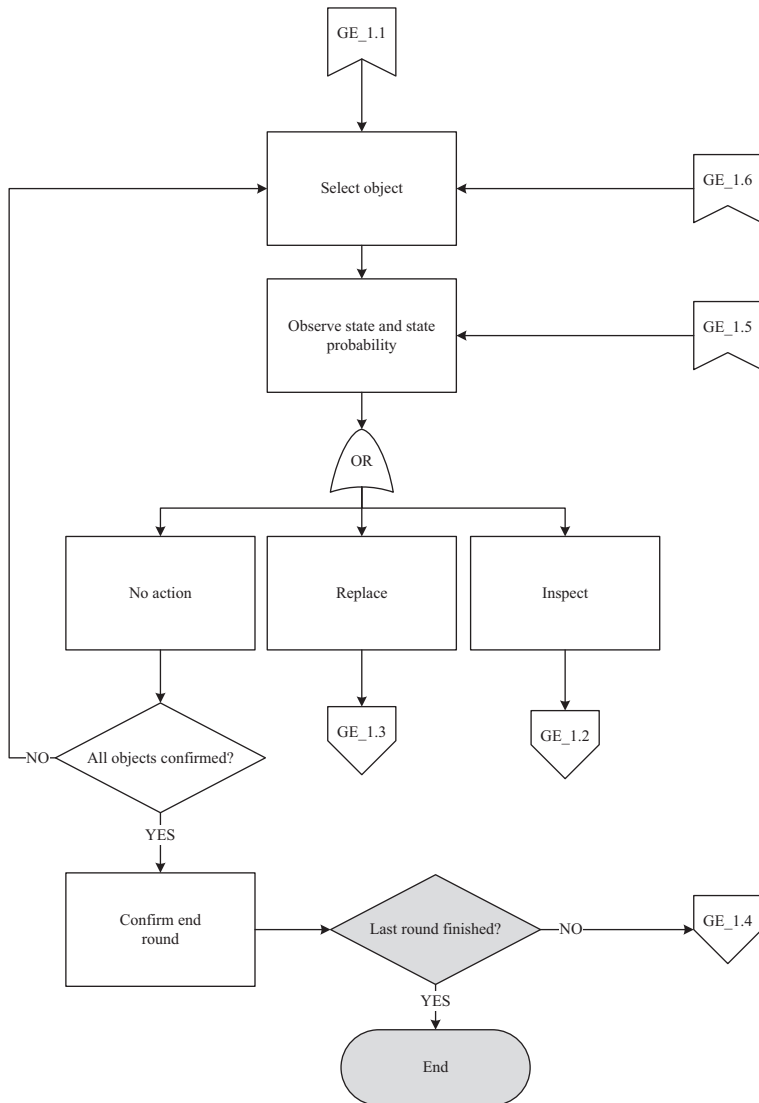 GE_1.1
Select object
GE_1.6
Observe state and state
probability
GE_1.5
OR
No action
Replace
Inspect
GE_1.3
GE_1.2
NO
All objects confirmed?
YES
Confirm end
round
Last round finished?
NO
GE_1.4
YES
End